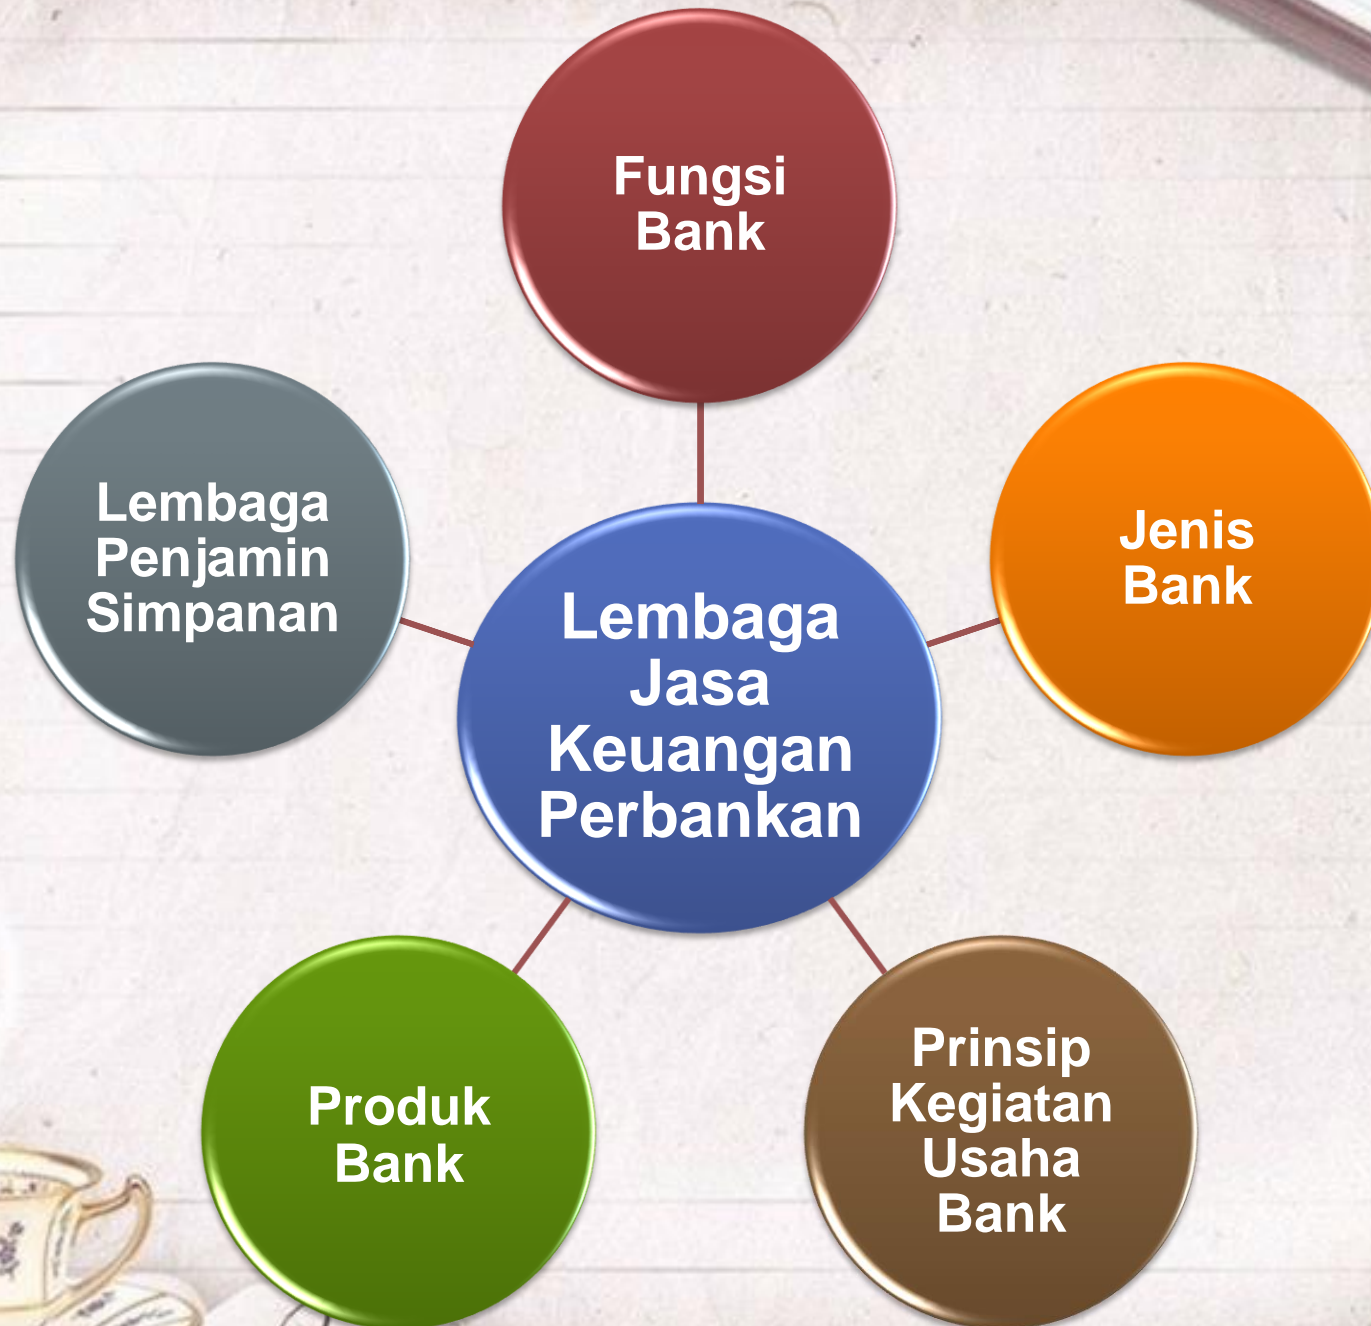 Fungsi
Bank
Lembaga
Penjamin
Simpanan
Jenis
Bank
Lembaga
Jasa
Keuangan
Perbankan
Produk
Bank
Prinsip
Kegiatan
Usaha
Bank